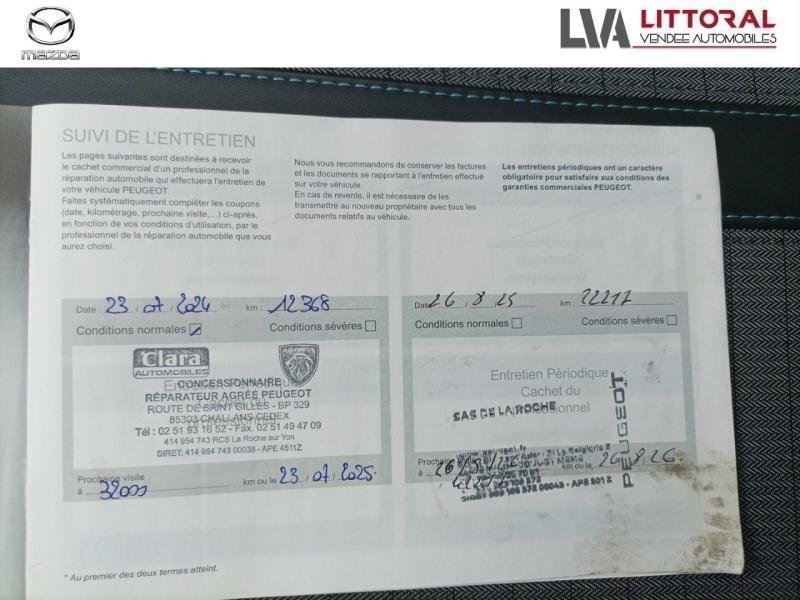 mazda
LVA LITTORAL
VENDEE AUTOMOBILES
SUIVI DE L'ENTRETIEN
Les pages suivantes sont destinées à recevoir
le cachet commercial d'un professionnel de la
réparation automobile qui effectuera l'entretien de
votre véhicule PEUGEOT.
Faites systématiquement compléter les coupons
(date, kilométrage, prochaine visite,...) ci-après,
en fonction de vos conditions d'utilisation, par le
professionnel de la réparation automobile que vous
aurez choisi.
Nous vous recommandons de conserver les factures
et les documents se rapportant à l'entretien effectué
sur votre véhicule.
En cas de revente, il est nécessaire de les
transmettre au nouveau propriétaire avec tous les
documents relatifs au véhicule.
Les entretiens périodiques ont un caractère
obligatoire pour satisfaire aux conditions des
garanties commerciales PEUGEOT.
Date : 23 / 07 / 2024 km : 12368
Conditions normales Conditions sévères
Clara
AUTOMOBILES
CONCESSIONNAIRE
RÉPARATEUR AGRÉÉ PEUGEOT
ROUTE DE SAINT GILLES - BP 329
85303 CHALLANS CEDEX
Tél : 02 51 93 16 52 - Fax. 02 51 49 47 09
414 954 743 RCS La Roche sur Yon
SIRET: 414 954 743 00038 - APE 4511Z
Prochaine visite
à 32000 km ou le 23 / 07 / 2025
Date 26 / 8 / 25 km : 22217
Conditions normales Conditions sévères
Entretien Périodique
Cachet du
SAS DE LA ROCHE
PEUGEOT
Prochaine
à km ou le 26.8.26.
* Au premier des deux termes atteint.